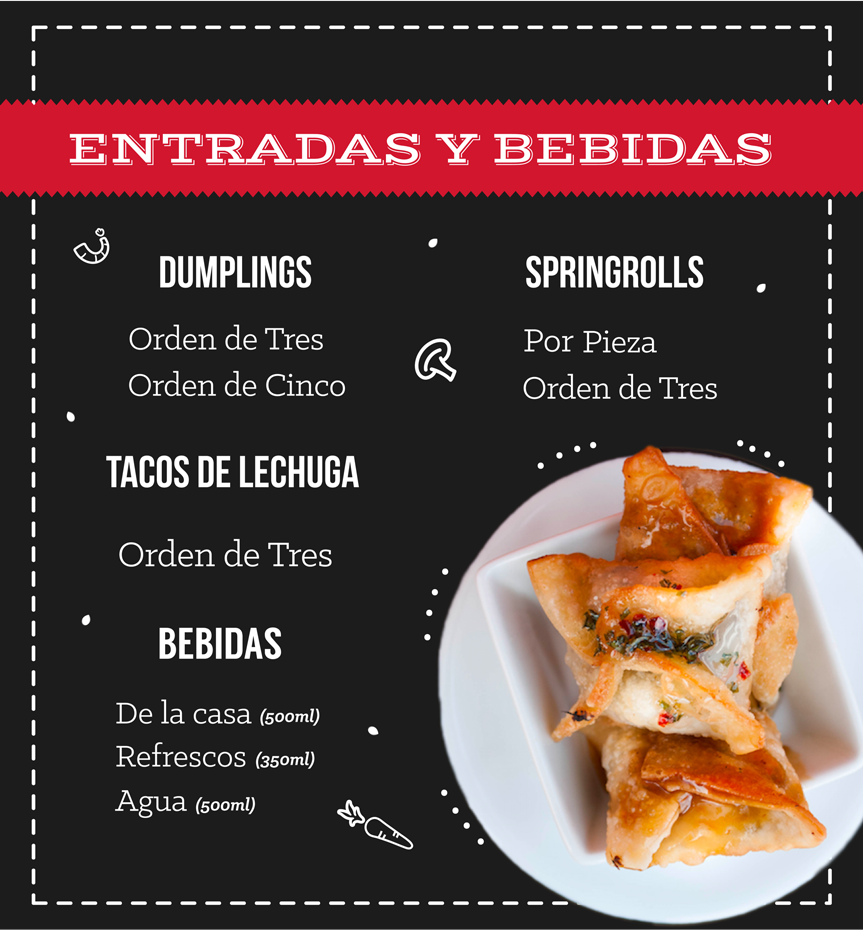 ENTRADAS Y BEBIDAS
DUMPLINGS
Orden de Tres
Orden de Cinco
SPRINGROLLS
Por Pieza
Orden de Tres
TACOS DE LECHUGA
Orden de Tres
BEBIDAS
De la casa (500ml)
Refrescos (350ml)
Agua (500ml)